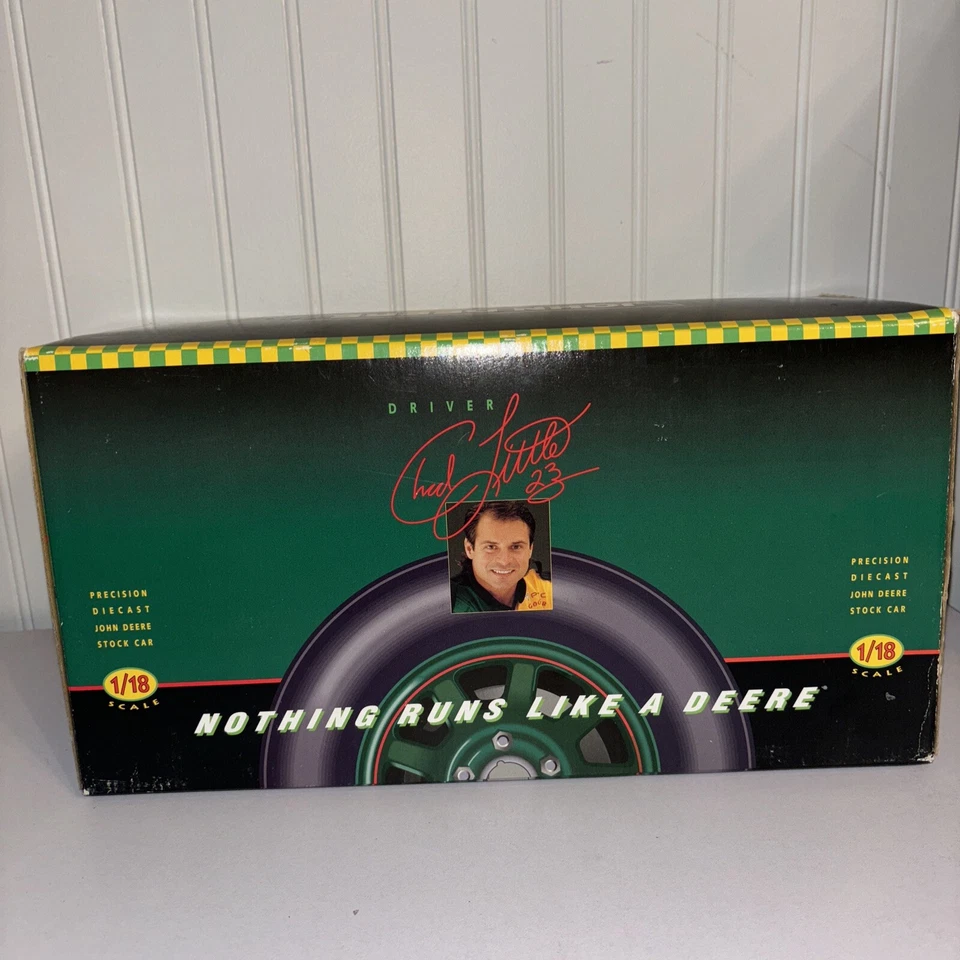 DRIVER
Chad Little
23
PRECISION
DIECAST
JOHN DEERE
STOCK CAR
1/18
SCALE
PRECISION
DIECAST
JOHN DEERE
STOCK CAR
1/18
SCALE
NOTHING RUNS LIKE A DEERE®